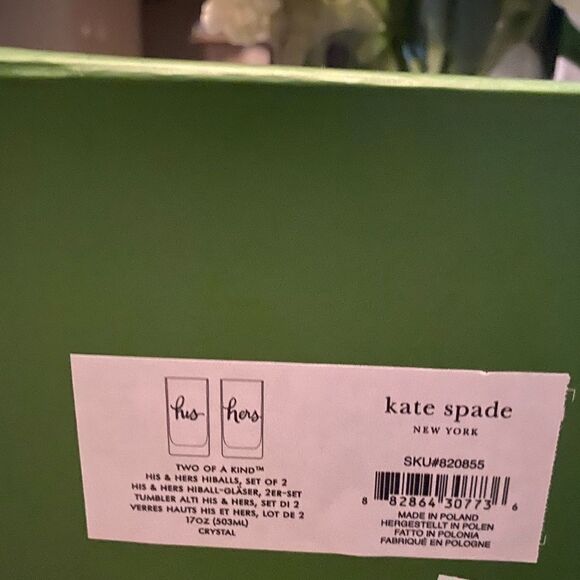 his hers
TWO OF A KIND™
HIS & HERS HIBALLS, SET OF 2
HIS & HERS HIBALL-GLÄSER, 2ER-SET
TUMBLER ALTI HIS & HERS, SET DI 2
VERRES HAUTS HIS ET HERS, LOT DE 2
17OZ (503ML)
CRYSTAL
kate spade
NEW YORK
SKU#820855
8 82864 30773 6
MADE IN POLAND
HERGESTELLT IN POLEN
FATTO IN POLONIA
FABRIQUÉ EN POLOGNE